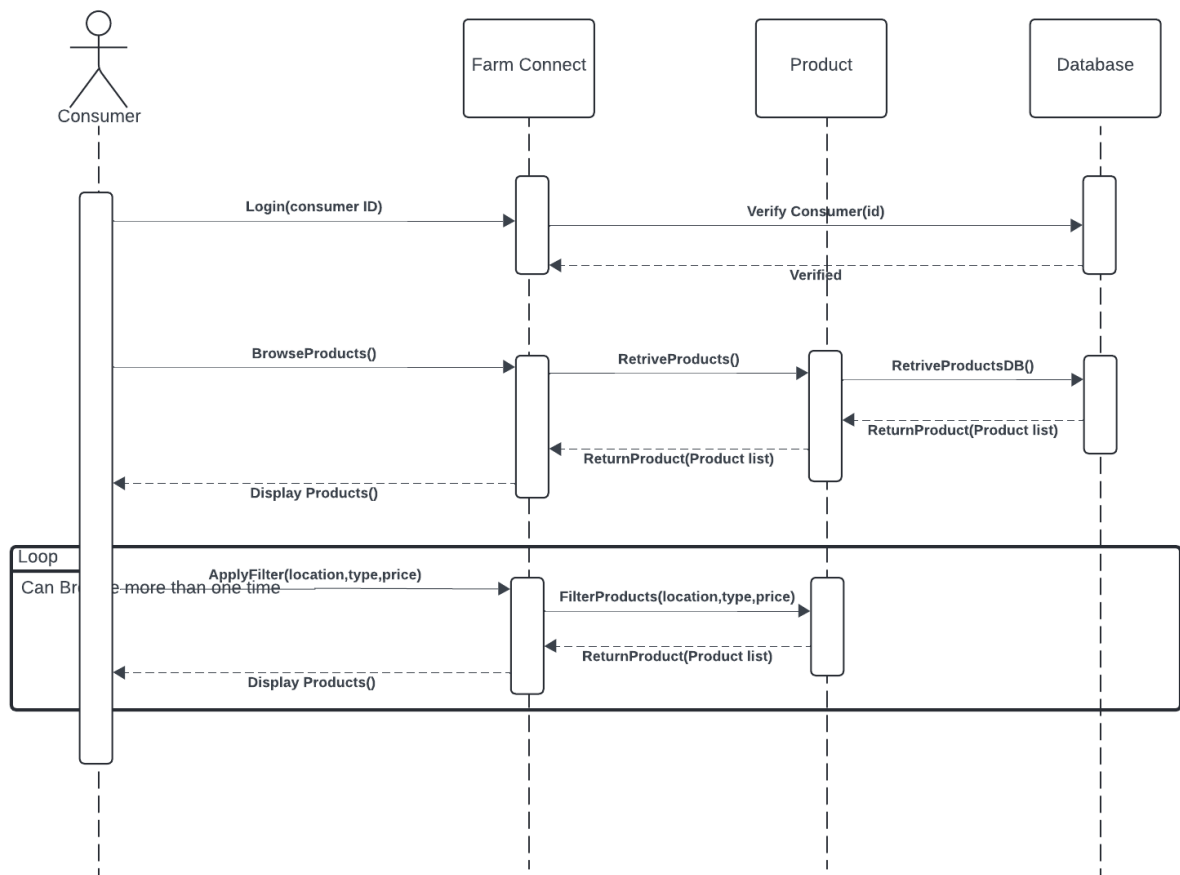 Consumer
Farm Connect
Product
Database
Login(consumer ID)
Verify Consumer(id)
Verified
BrowseProducts()
RetriveProducts()
RetriveProductsDB()
ReturnProduct(Product list)
ReturnProduct(Product list)
Display Products()
Loop
ApplyFilter(location,type,price)
Can more than one time
FilterProducts(location,type,price)
ReturnProduct(Product list)
Display Products()